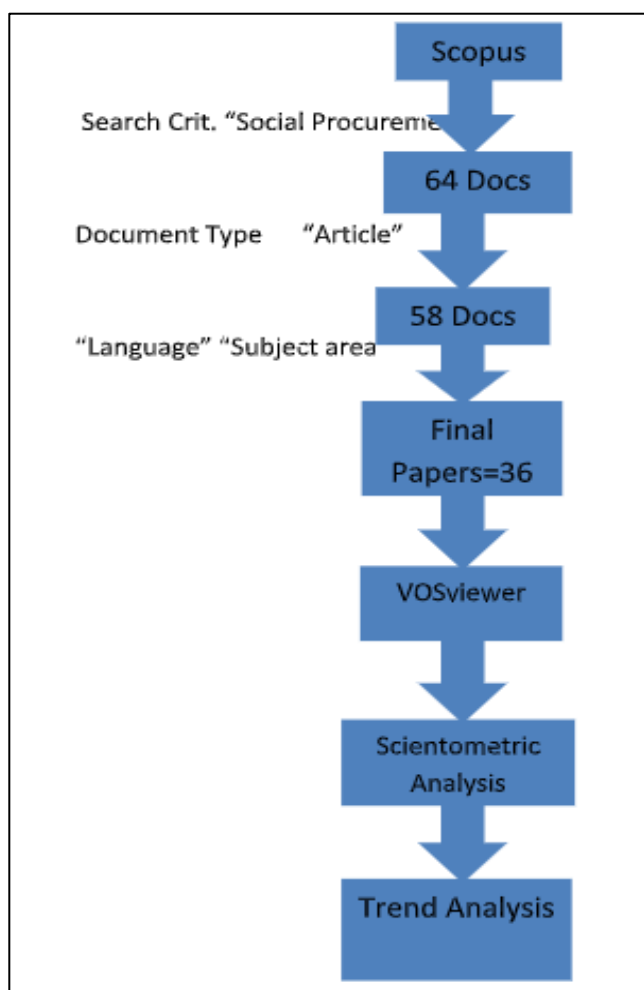 Scopus
Search Crit. “Social Procureme
64 Docs
Document Type “Article”
58 Docs
“Language” “Subject area
Final
Papers=36
VOSviewer
Scientometric
Analysis
Trend Analysis